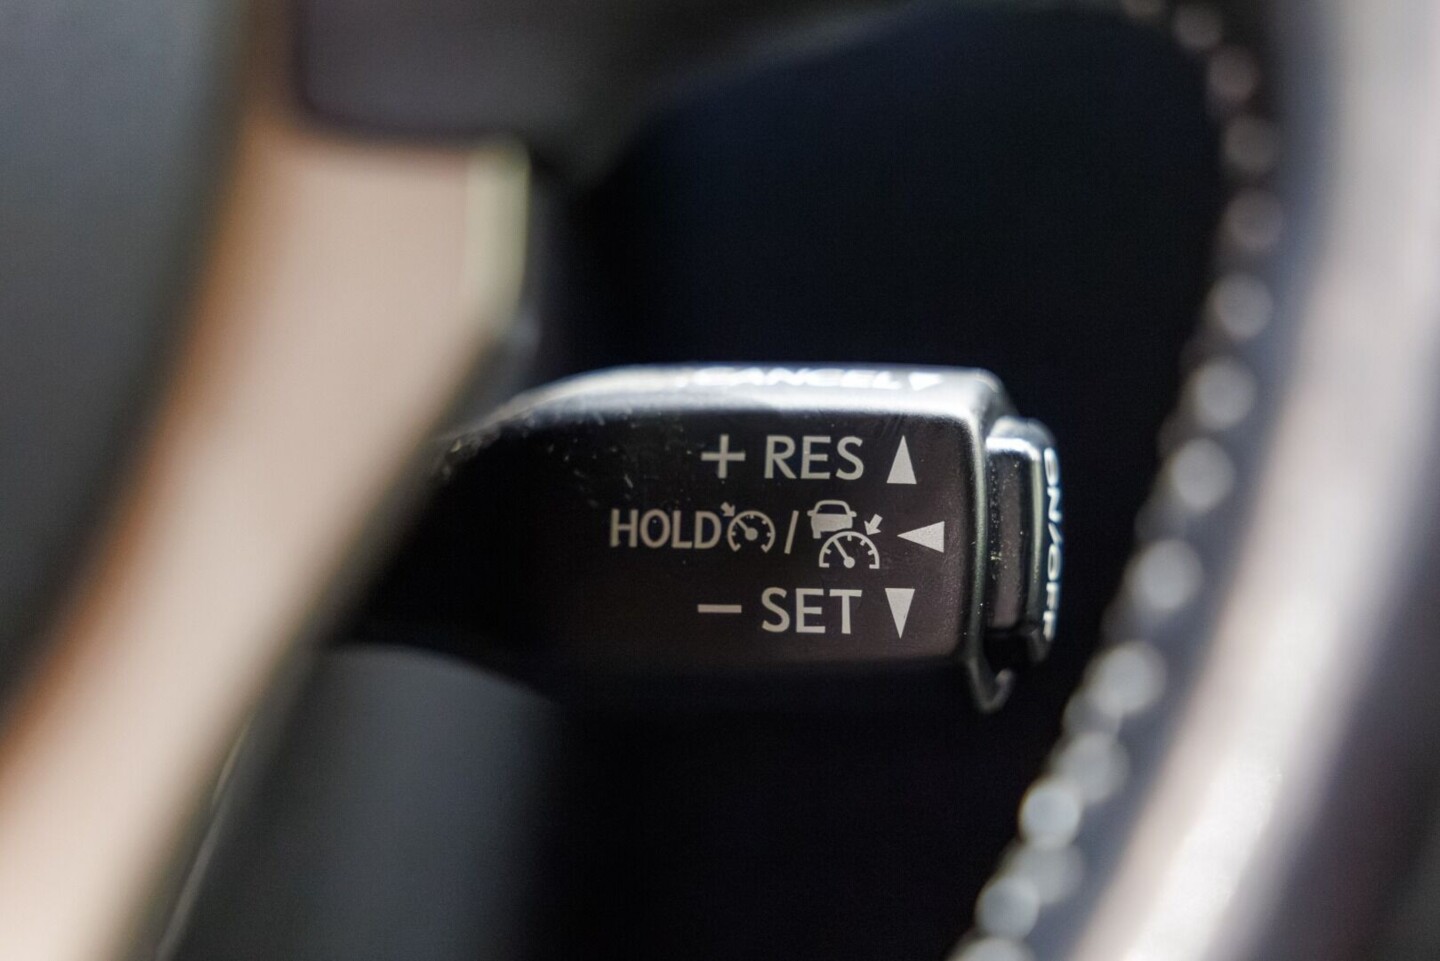 CANCEL
+ RES
HOLD /
− SET
ON/OFF